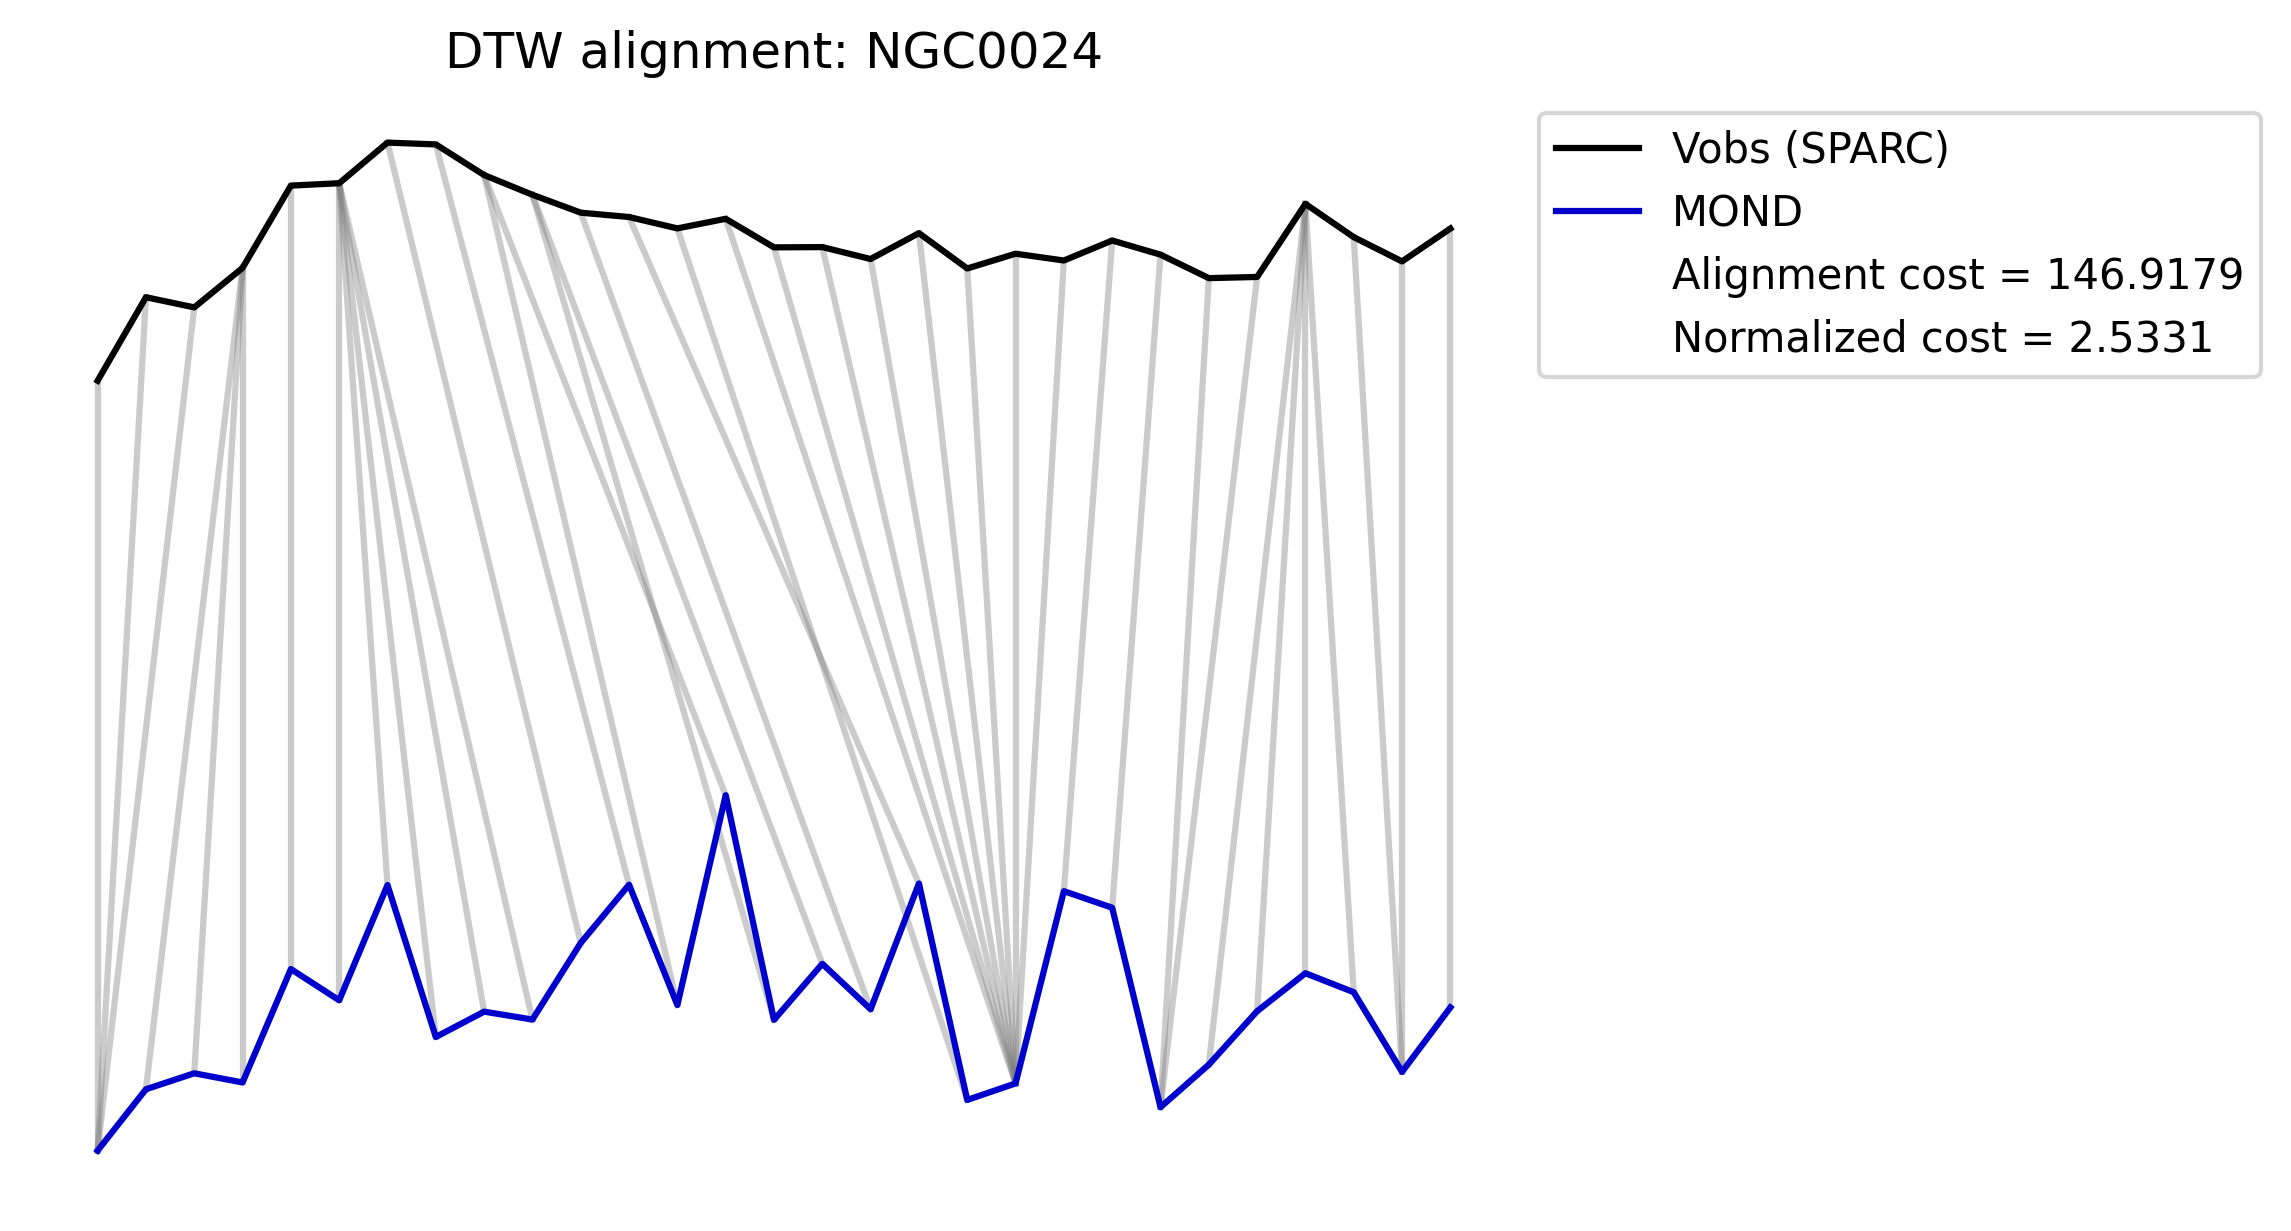 DTW alignment: NGC0024
Vobs (SPARC)
MOND
Alignment cost = 146.9179
Normalized cost = 2.5331